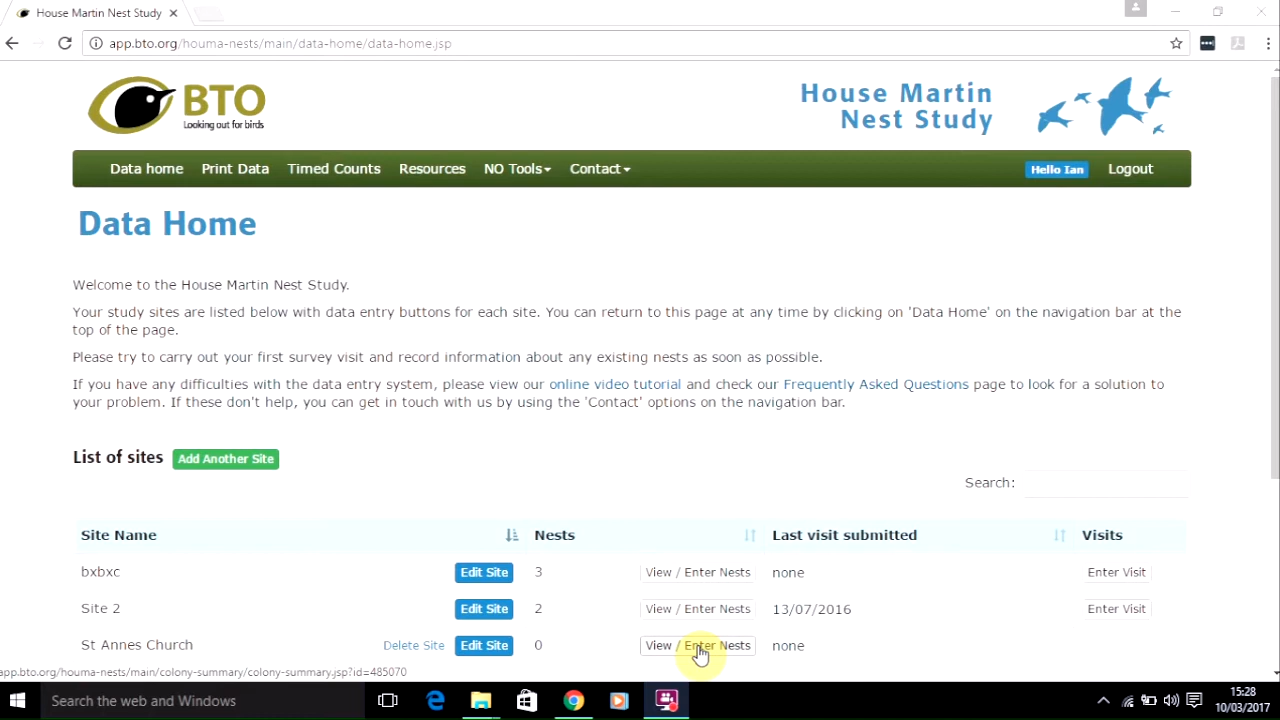 House Martin Nest Study
app.bto.org/houma-nests/main/data-home/data-home.jsp
BTO
Looking out for birds
House Martin
Nest Study
Data home Print Data Timed Counts Resources NO Tools Contact Hello Ian Logout
Data Home
Welcome to the House Martin Nest Study.
Your study sites are listed below with data entry buttons for each site. You can return to this page at any time by clicking on 'Data Home' on the navigation bar at the
top of the page.
Please try to carry out your first survey visit and record information about any existing nests as soon as possible.
If you have any difficulties with the data entry system, please view our online video tutorial and check our Frequently Asked Questions page to look for a solution to
your problem. If these don't help, you can get in touch with us by using the 'Contact' options on the navigation bar.
List of sites Add Another Site
Search:
Site Name Nests Last visit submitted Visits
bxbxc Edit Site 3 View / Enter Nests none Enter Visit
Site 2 Edit Site 2 View / Enter Nests 13/07/2016 Enter Visit
St Annes Church Delete Site Edit Site 0 View / Enter Nests none
app.bto.org/houma-nests/main/colony-summary/colony-summary.jsp?id=485070
Search the web and Windows
15:28
10/03/2017